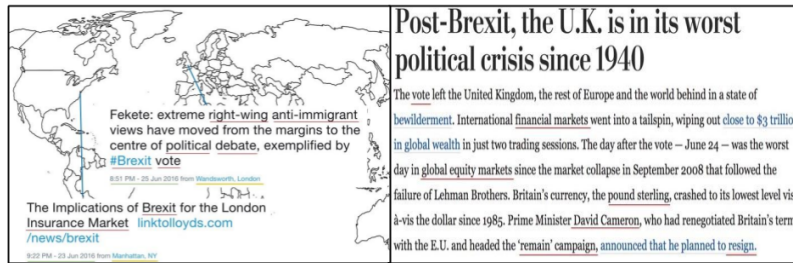 Fekete: extreme right-wing anti-immigrant
views have moved from the margins to the
centre of political debate, exemplified by
#Brexit vote
8:51 PM - 25 Jun 2016 from Wandsworth, London
The Implications of Brexit for the London
Insurance Market linktolloyds.com
/news/brexit
9:22 PM - 23 Jun 2016 from Manhattan, NY
Post-Brexit, the U.K. is in its worst
political crisis since 1940
The vote left the United Kingdom, the rest of Europe and the world behind in a state of
bewilderment. International financial markets went into a tailspin, wiping out close to $3 trillio
in global wealth in just two trading sessions. The day after the vote — June 24 — was the worst
day in global equity markets since the market collapse in September 2008 that followed the
failure of Lehman Brothers. Britain's currency, the pound sterling, crashed to its lowest level vis
à-vis the dollar since 1985. Prime Minister David Cameron, who had renegotiated Britain's term
with the E.U. and headed the 'remain' campaign, announced that he planned to resign.